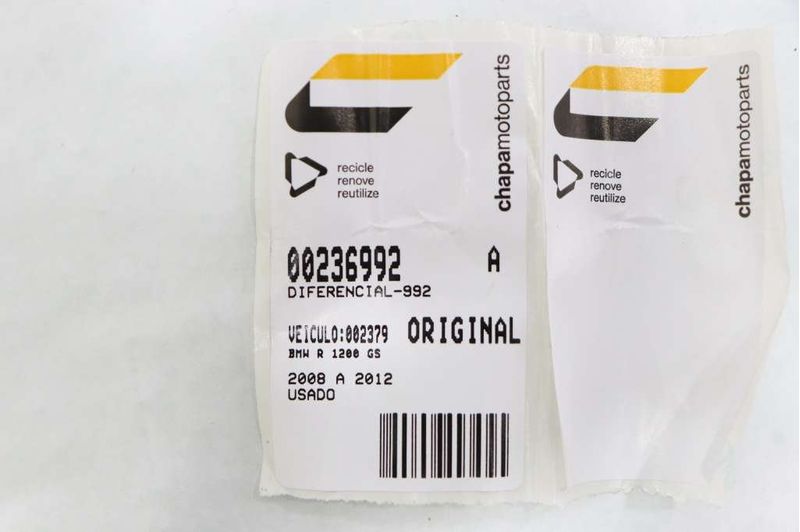 recicle
renove
reutilize
chapamotoparts
00236992 A
DIFERENCIAL-992
VEICULO:002379 ORIGINAL
BMW R 1200 GS
2008 A 2012
USADO
recicle
renove
reutilize
chapamotoparts